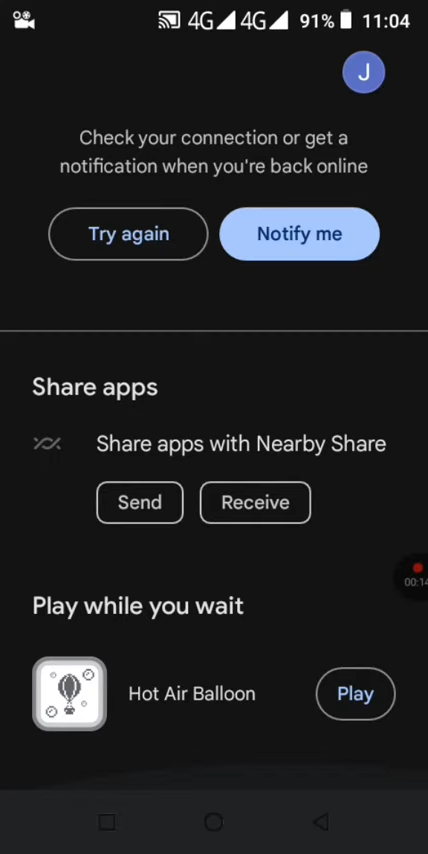 4G 4G 91% 11:04
J
Check your connection or get a
notification when you're back online
Try again Notify me
Share apps
Share apps with Nearby Share
Send Receive
00:14
Play while you wait
Hot Air Balloon Play